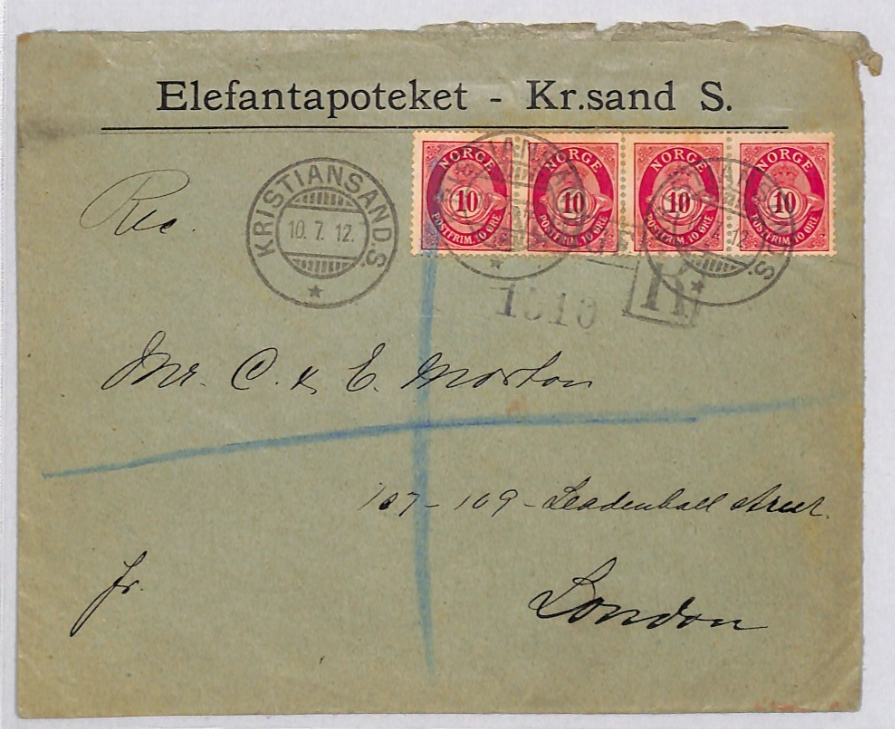 Elefantapoteket - Kr.sand S.
NORGE NORGE NORGE NORGE
10 10 10 10
POSTFRIM. 10 ØRE POSTFRIM. 10 ØRE POSTFRIM. 10 ØRE POSTFRIM. 10 ØRE
Rec.
KRISTIANSAND.S.
10. 7. 12.
R
Mr. C. & E. Morton
107-109-Leadenhall Street.
fr.
London